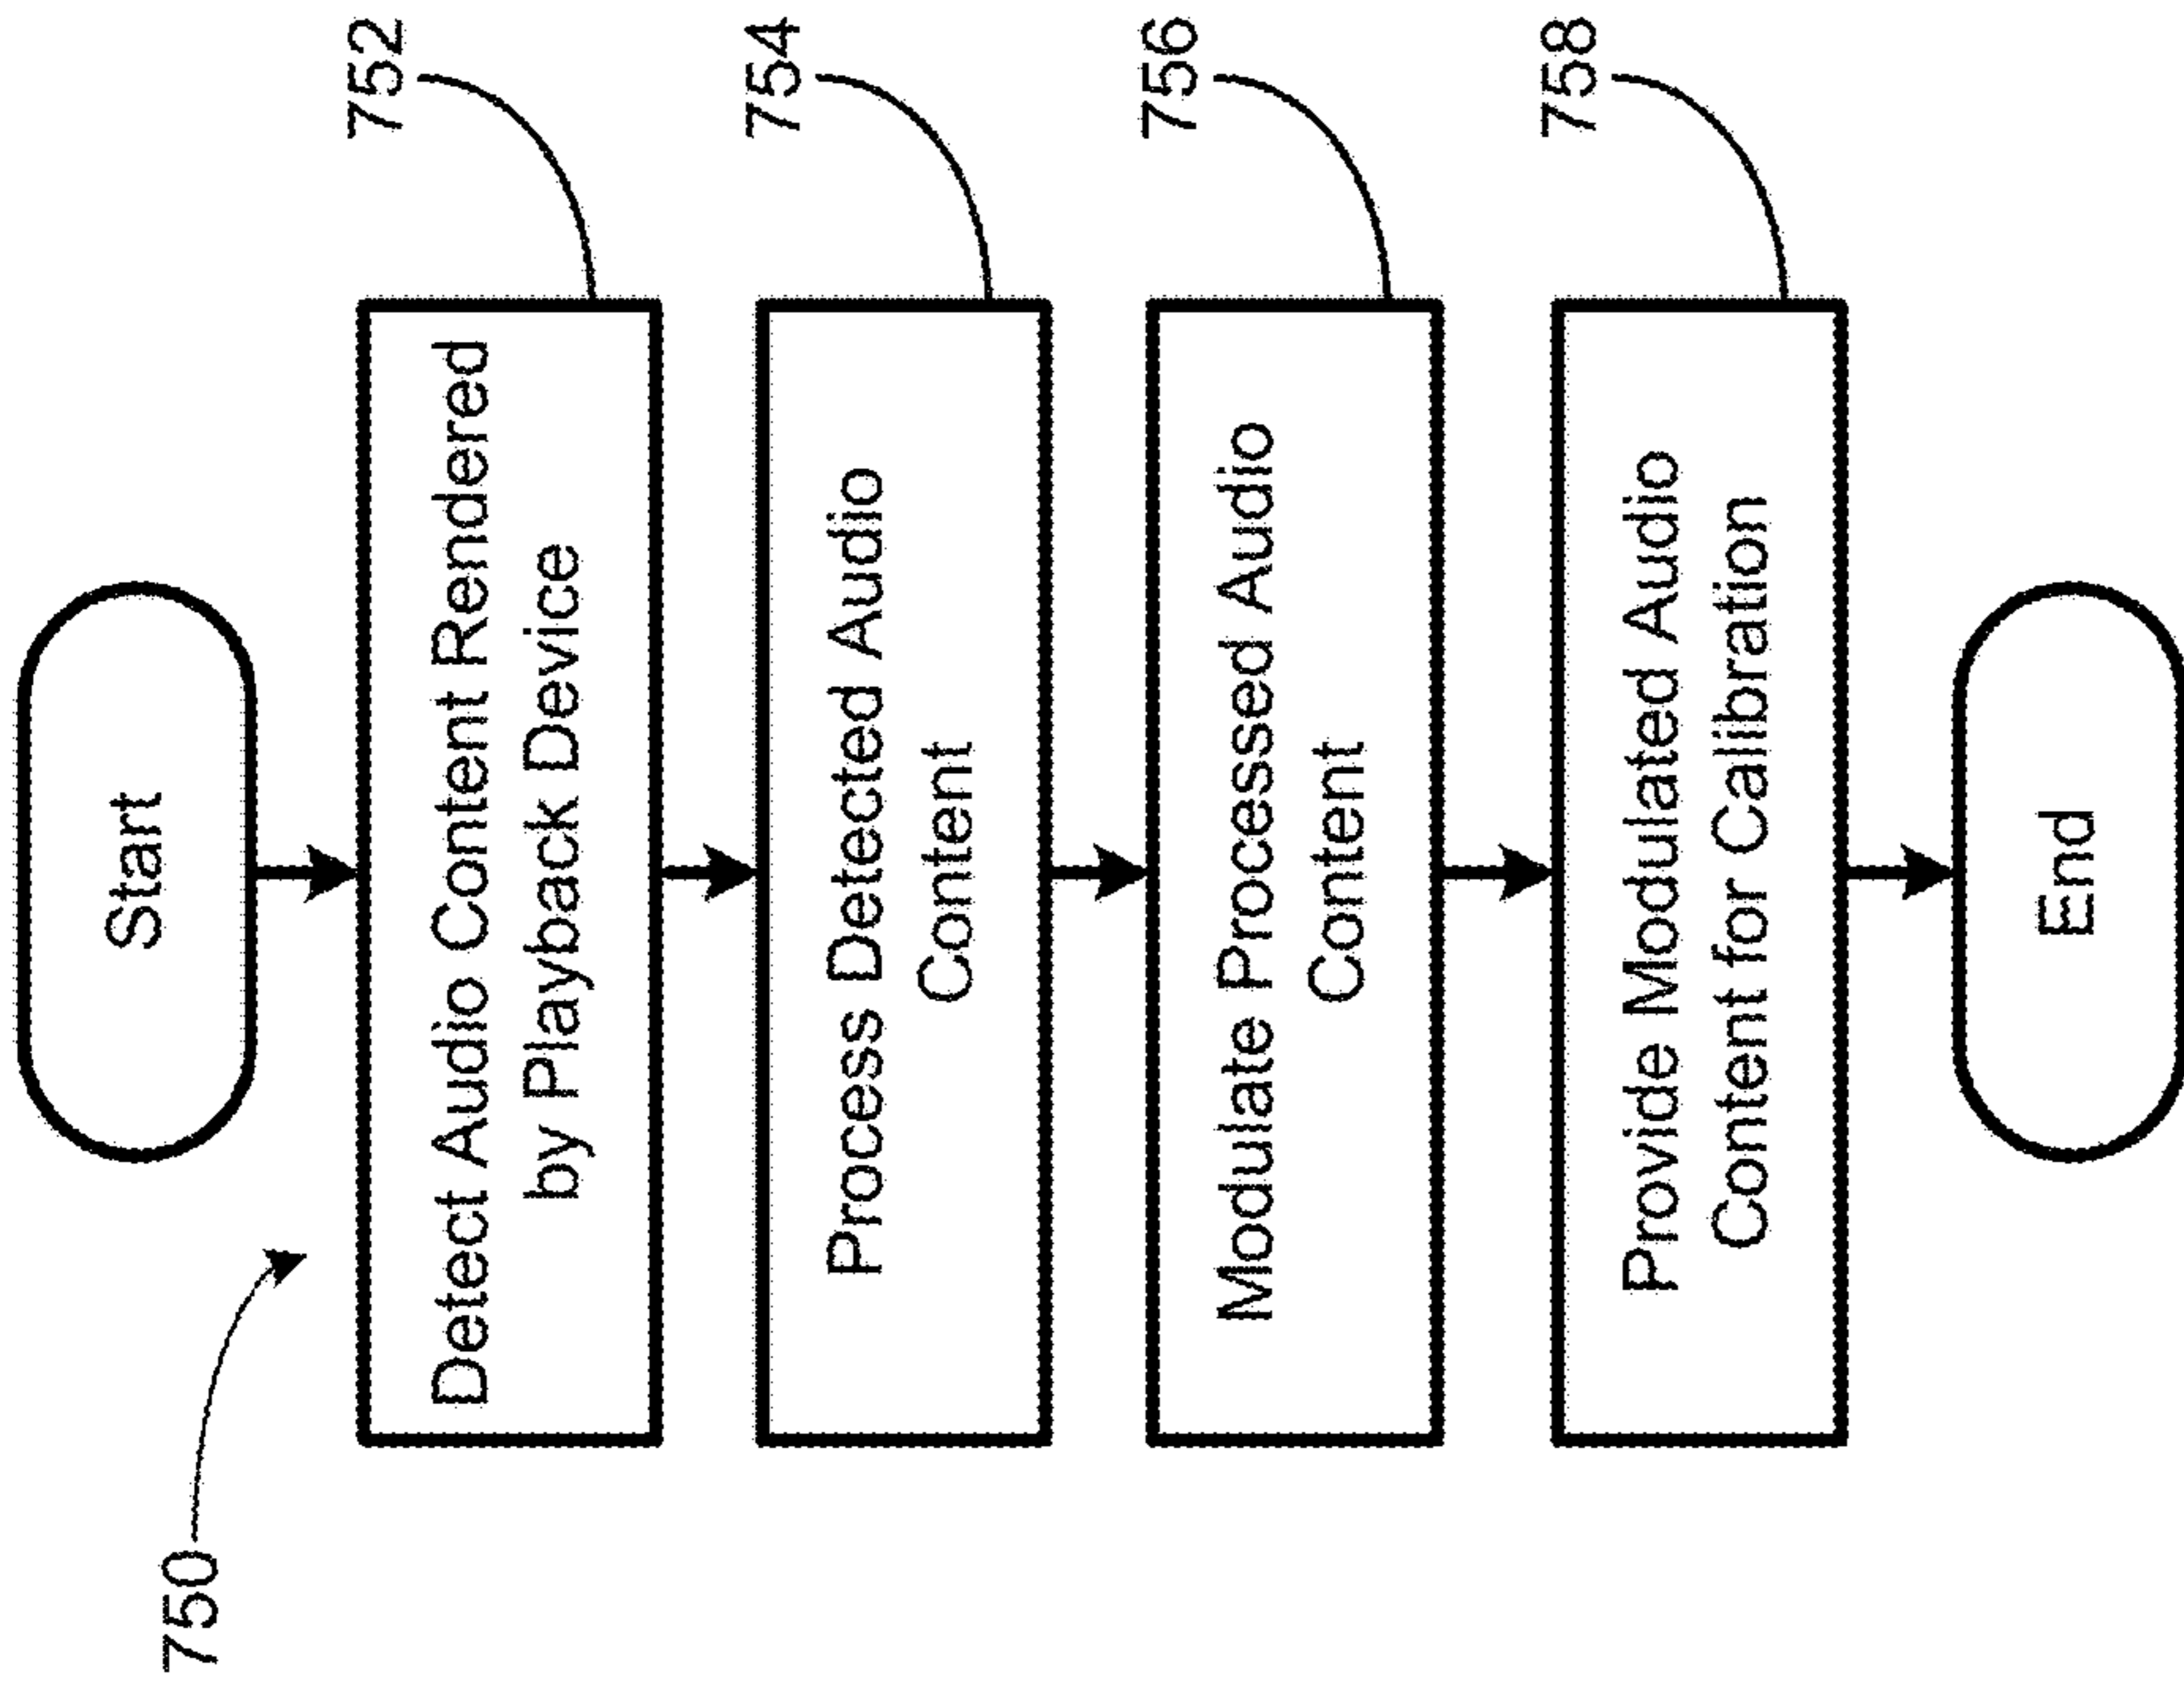 750
Start
752
Detect Audio Content Rendered
by Playback Device
754
Process Detected Audio
Content
756
Modulate Processed Audio
Content
758
Provide Modulated Audio
Content for Calibration
End